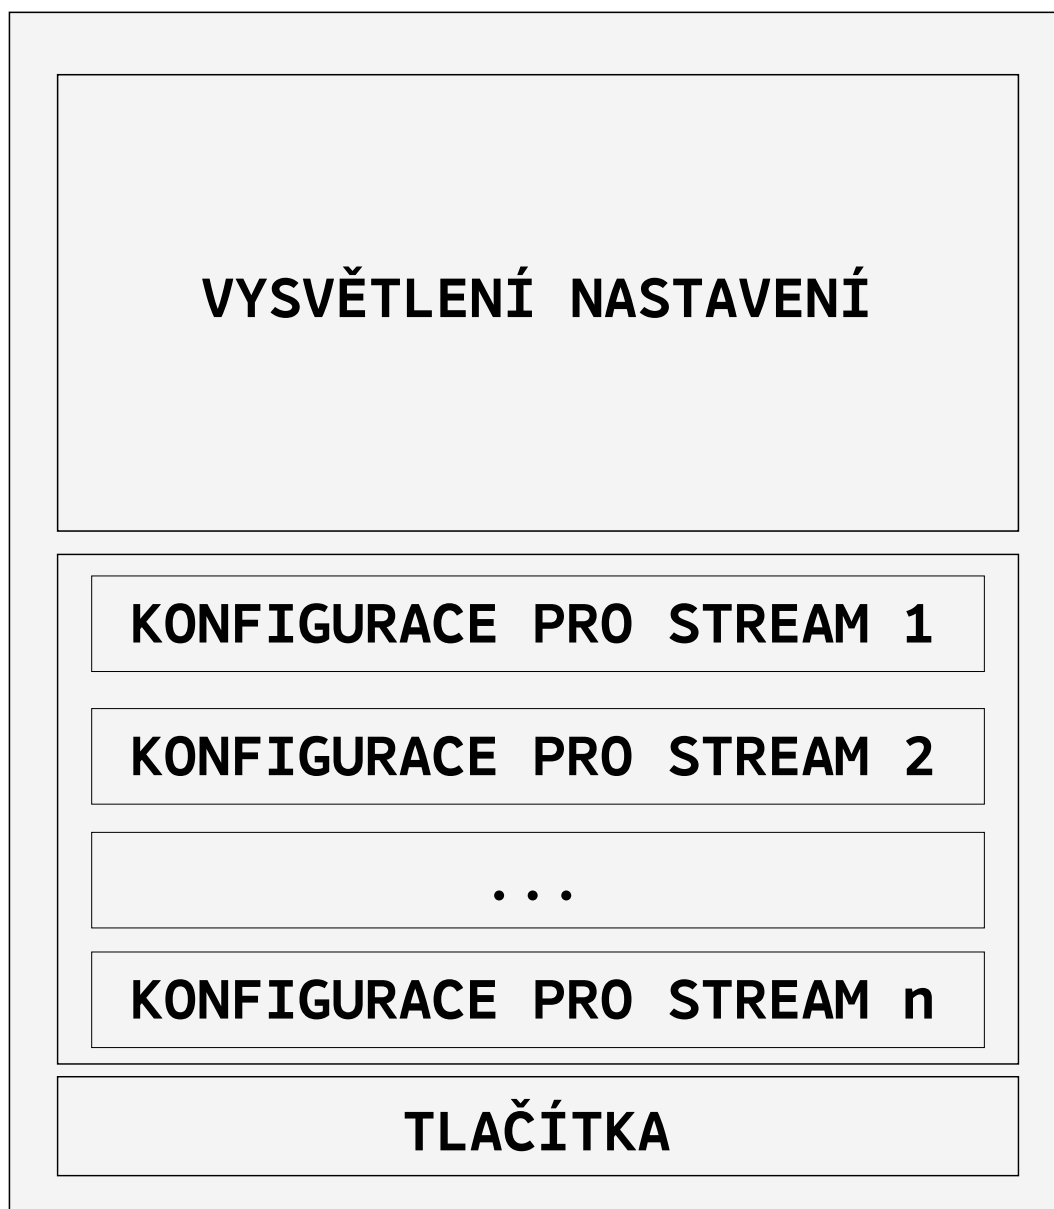 VYSVĚTLENÍ NASTAVENÍ
KONFIGURACE PRO STREAM 1
KONFIGURACE PRO STREAM 2
...
KONFIGURACE PRO STREAM n
TLAČÍTKA